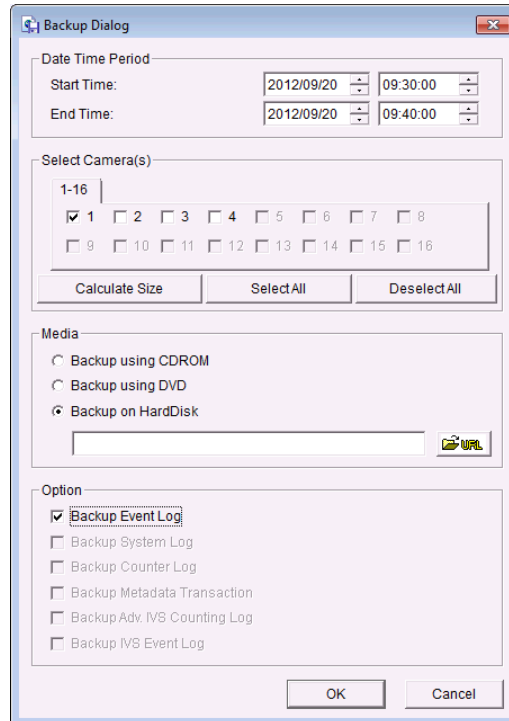 Backup Dialog
Date Time Period
Start Time: 2012/09/20 09:30:00
End Time: 2012/09/20 09:40:00
Select Camera(s)
1-16
1 2 3 4 5 6 7 8
9 10 11 12 13 14 15 16
Calculate Size Select All Deselect All
Media
Backup using CDROM
Backup using DVD
Backup on HardDisk
URL
Option
Backup Event Log
Backup System Log
Backup Counter Log
Backup Metadata Transaction
Backup Adv. IVS Counting Log
Backup IVS Event Log
OK Cancel